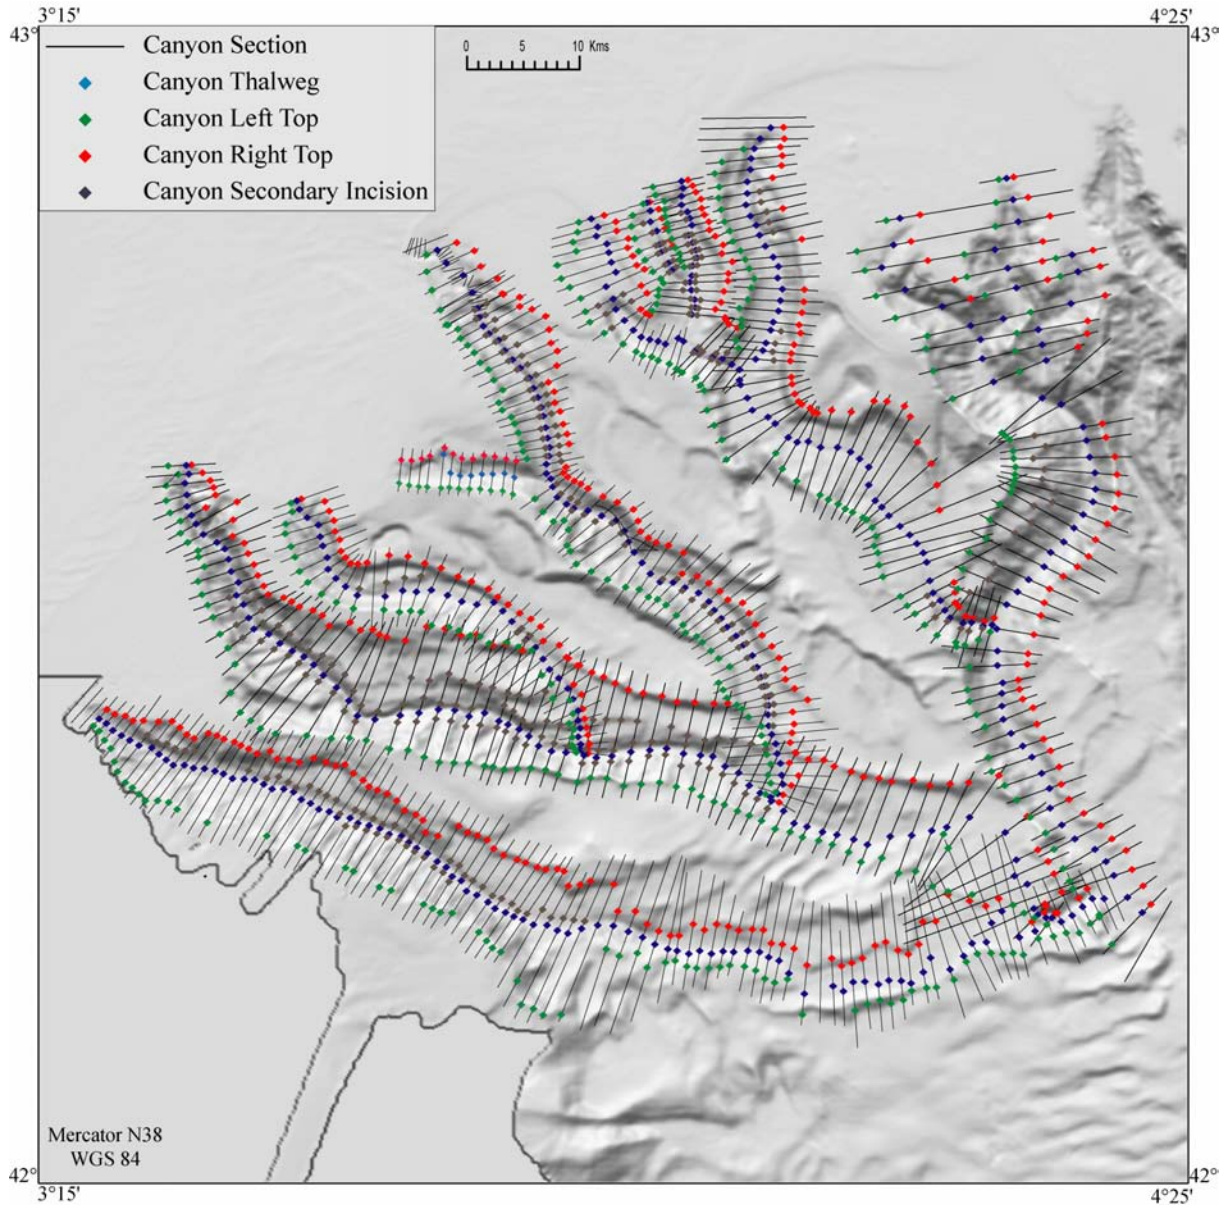 3°15'
4°25'
43°
43°
Canyon Section
Canyon Thalweg
Canyon Left Top
Canyon Right Top
Canyon Secondary Incision
0 5 10 Kms
Mercator N38
WGS 84
42°
42°
3°15'
4°25'